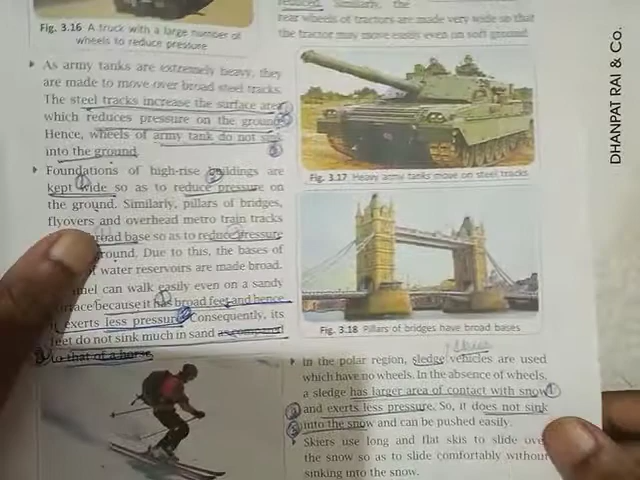 Fig. 3.16 A truck with a large number of
wheels to reduce pressure
As army tanks are extremely heavy, they
are made to move over broad steel tracks.
The steel tracks increase the surface area
which reduces pressure on the ground.
Hence, wheels of army tank do not sink
into the ground.
Foundations of high-rise buildings are
kept wide so as to reduce pressure on
the ground. Similarly, pillars of bridges,
flyovers and overhead metro train tracks
broad base so as to reduce pressure
ground. Due to this, the bases of
of water reservoirs are made broad.
can walk easily even on a sandy
because it has broad feet and hence
exerts less pressure. Consequently, its
feet do not sink much in sand as compared
to that of a horse.
reduced. Similarly, the
rear wheels of tractors are made very wide so that
the tractor may move easily even on soft ground
Fig. 3.17 Heavy army tanks move on steel tracks
Fig. 3.18 Pillars of bridges have broad bases
In the polar region, sledge vehicles are used
which have no wheels. In the absence of wheels,
a sledge has larger area of contact with snow
and exerts less pressure. So, it does not sink
into the snow and can be pushed easily.
Skiers use long and flat skis to slide over
the snow so as to slide comfortably without
sinking into the snow.
DHANPAT RAI & Co.